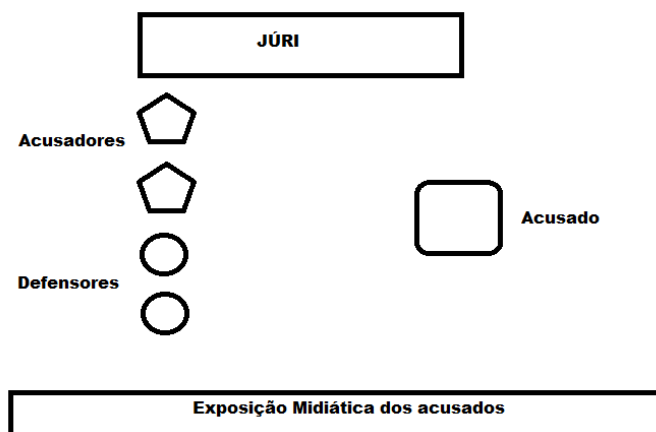 JÚRI
Acusadores
Acusado
Defensores
Exposição Midiática dos acusados